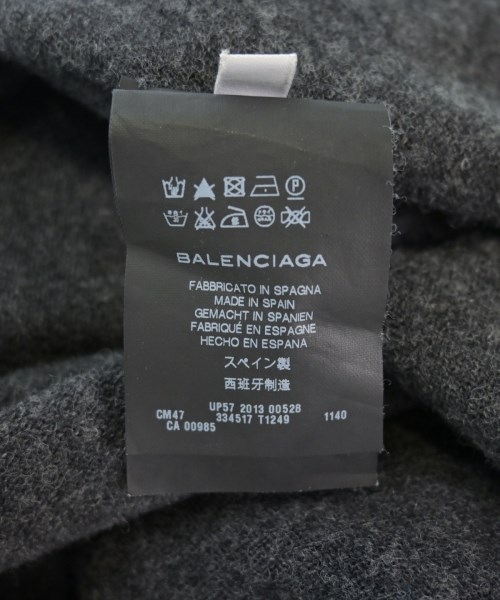 P
BALENCIAGA
FABBRICATO IN SPAGNA
MADE IN SPAIN
GEMACHT IN SPANIEN
FABRIQUÉ EN ESPAGNE
HECHO EN ESPANA
スペイン製
西班牙制造
UP57 2013 00528
CM47 334517 T1249 1140
CA 00985